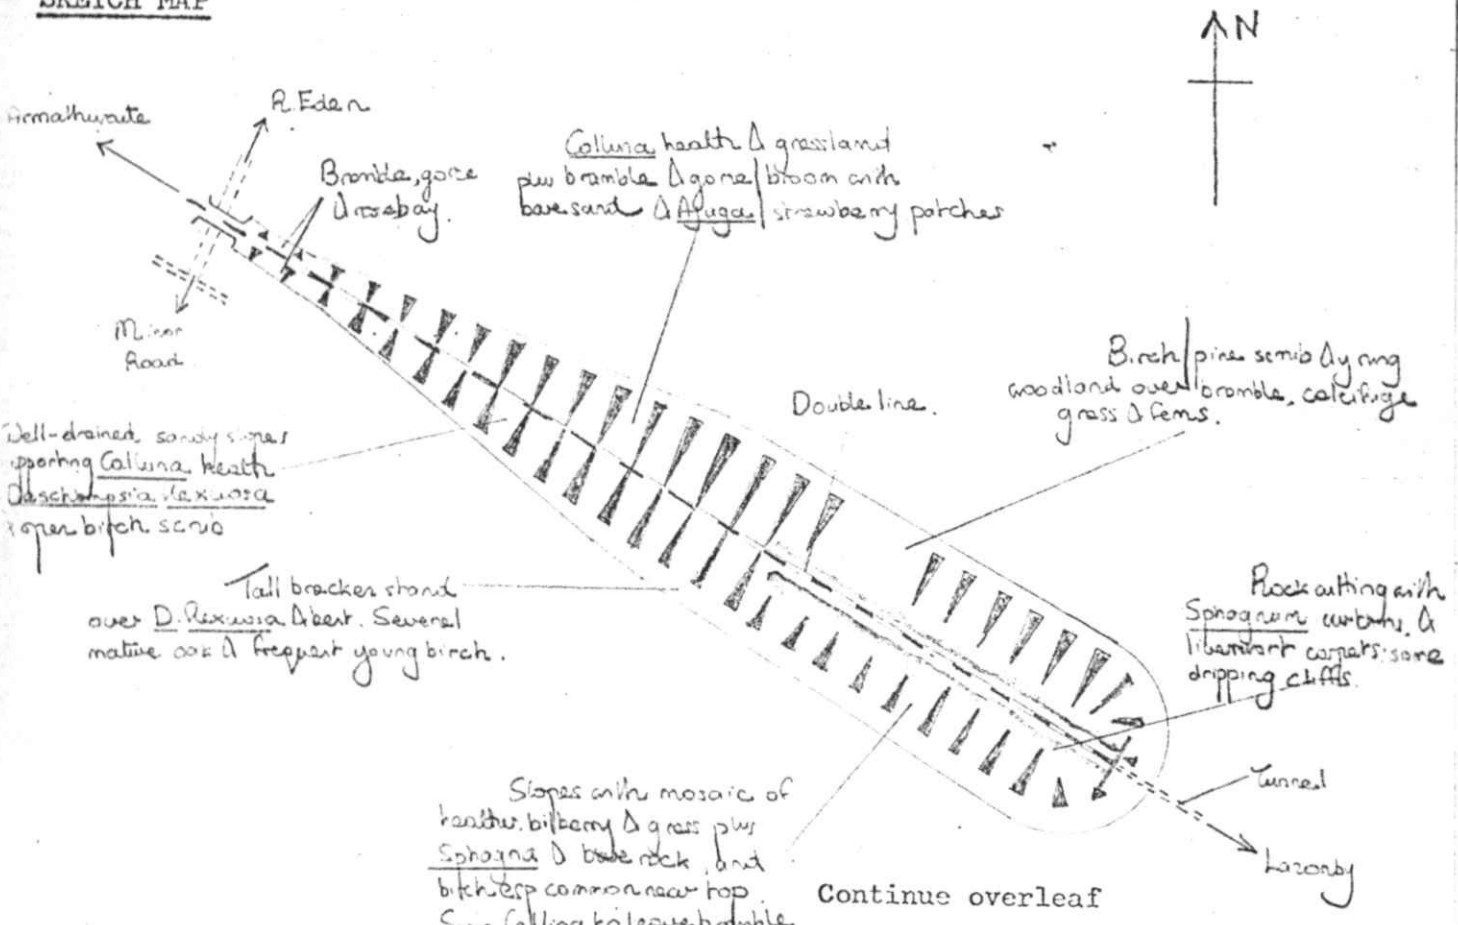 SKETCH MAP
N
Armathwaite
R. Eden
Bramble, gorse
& rosebay.
Calluna heath & grassland
plus bramble & gorse/broom with
bare sand & Ajuga/strawberry patches
Minor
Road
Double line.
Birch/pine scrub & young
woodland over bramble, calcifuge
grass & ferns.
Well-drained sandy slopes
supporting Calluna heath
Deschampsia flexuosa
& open birch scrub
Tall bracken stand
over D. flexuosa & bent. Several
mature oak & frequent young birch.
Rock cutting with
Sphagnum curtains, &
liverwort carpets; some
dripping cliffs.
Slopes with mosaic of
heather, bilberry & grass plus
Sphagna & bare rock, and
birch esp common near top.
Continue overleaf
Tunnel
Lazonby